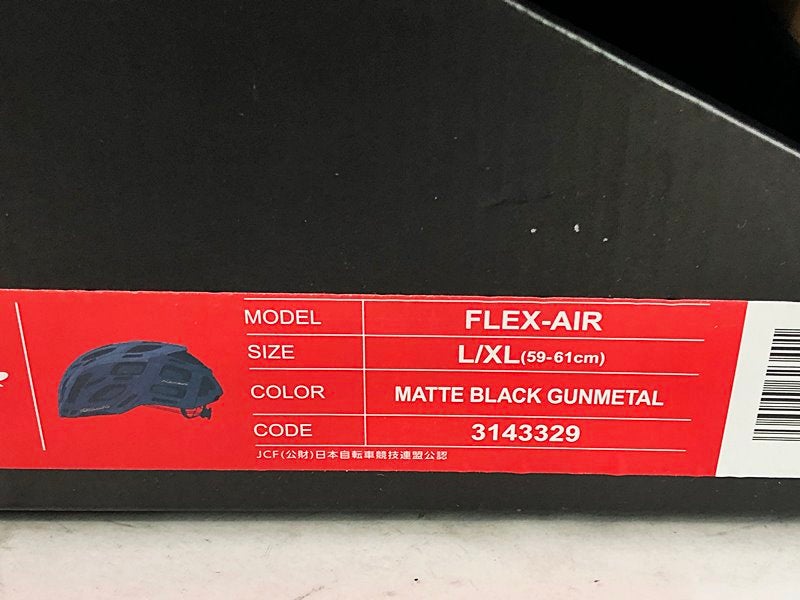 MODEL FLEX-AIR
SIZE L/XL(59-61cm)
COLOR MATTE BLACK GUNMETAL
CODE 3143329
JCF(公財)日本自転車競技連盟公認